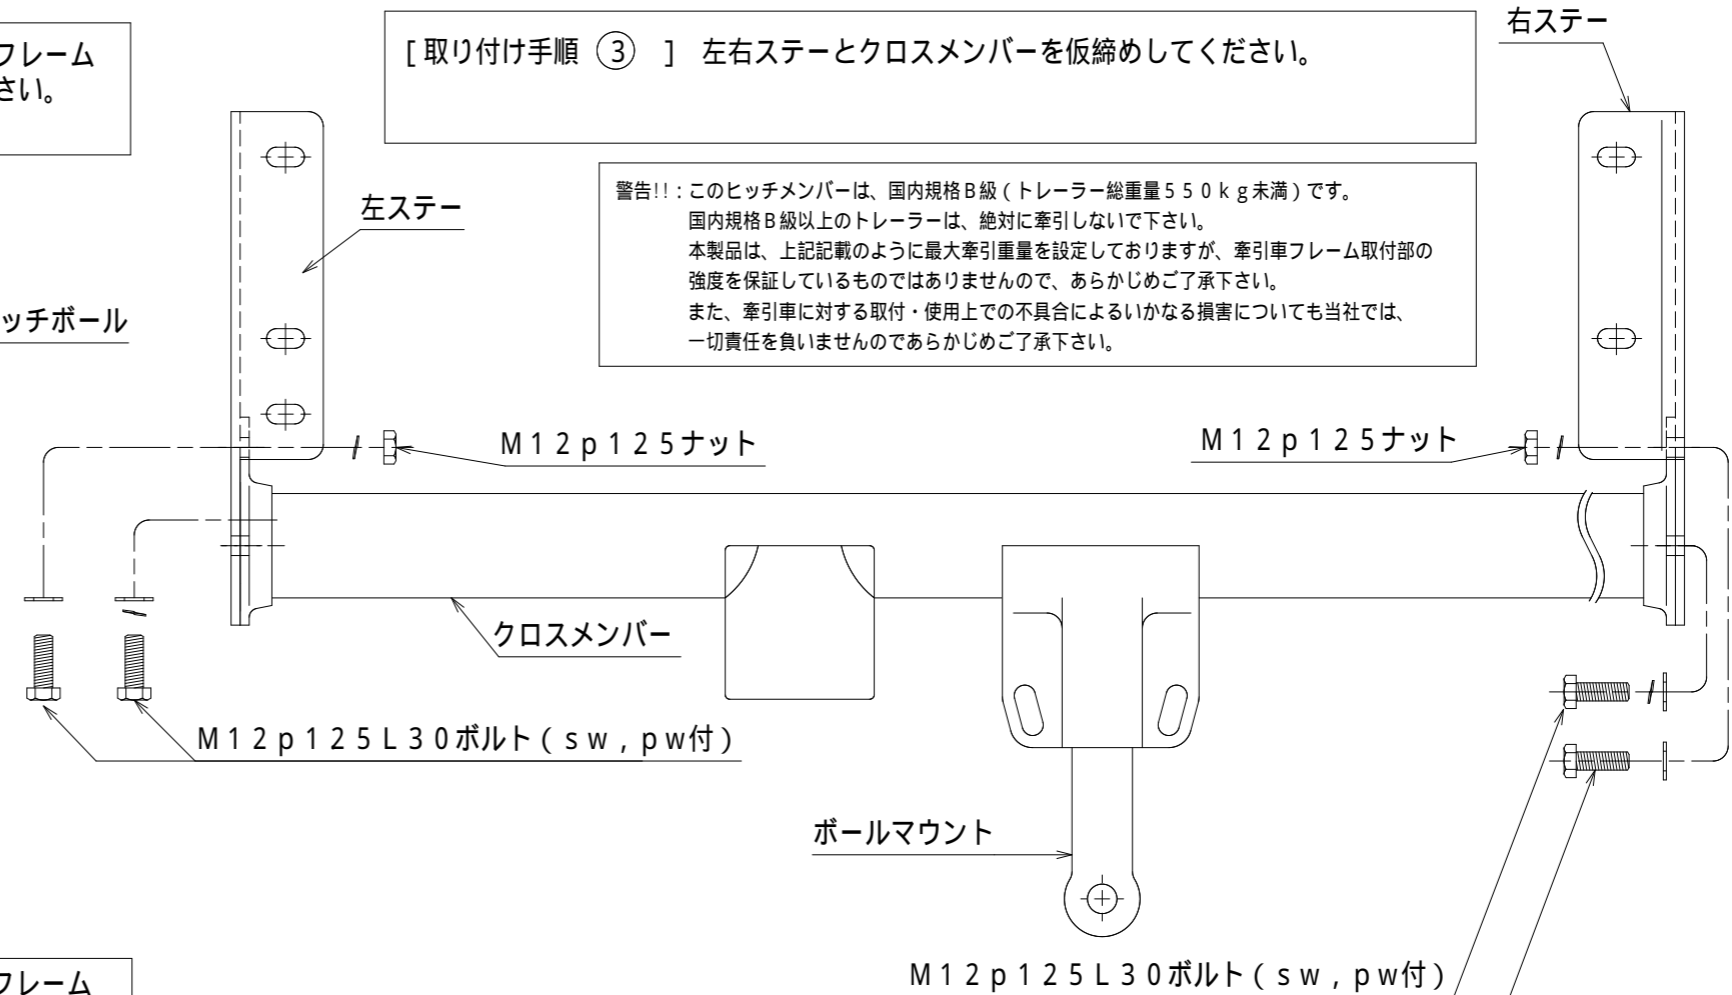 フレーム
さい。
[ 取り付け手順 ③ ] 左右ステーとクロスメンバーを仮締めしてください。
右ステー
警告!!：このヒッチメンバーは、国内規格Ｂ級（トレーラー総重量５５０ｋｇ未満）です。
国内規格Ｂ級以上のトレーラーは、絶対に牽引しないで下さい。
本製品は、上記記載のように最大牽引重量を設定しておりますが、牽引車フレーム取付部の
強度を保証しているものではありませんので、あらかじめご了承下さい。
また、牽引車に対する取付・使用上での不具合によるいかなる損害についても当社では、
一切責任を負いませんのであらかじめご了承下さい。
左ステー
ッチボール
Ｍ１２ｐ１２５ナット
Ｍ１２ｐ１２５ナット
クロスメンバー
Ｍ１２ｐ１２５Ｌ３０ボルト（ｓｗ，ｐｗ付）
ボールマウント
Ｍ１２ｐ１２５Ｌ３０ボルト（ｓｗ，ｐｗ付）
フレーム